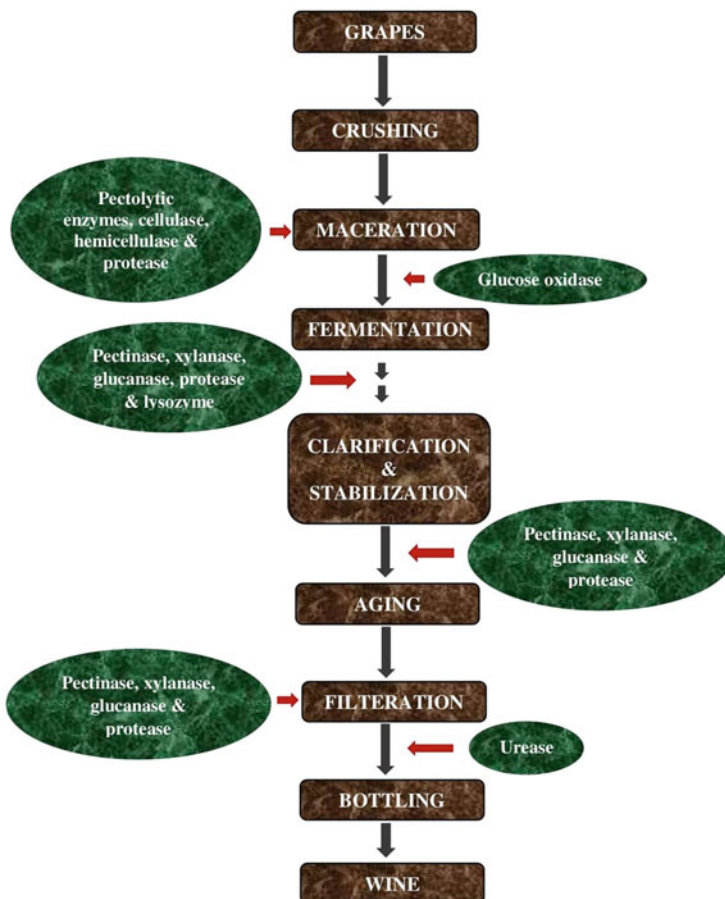 GRAPES
CRUSHING
Pectolytic
enzymes, cellulase,
hemicellulase &
protease
MACERATION
Glucose oxidase
FERMENTATION
Pectinase, xylanase,
glucanase, protease
& lysozyme
CLARIFICATION
&
STABILIZATION
Pectinase, xylanase,
glucanase &
protease
AGING
Pectinase, xylanase,
glucanase &
protease
FILTERATION
Urease
BOTTLING
WINE